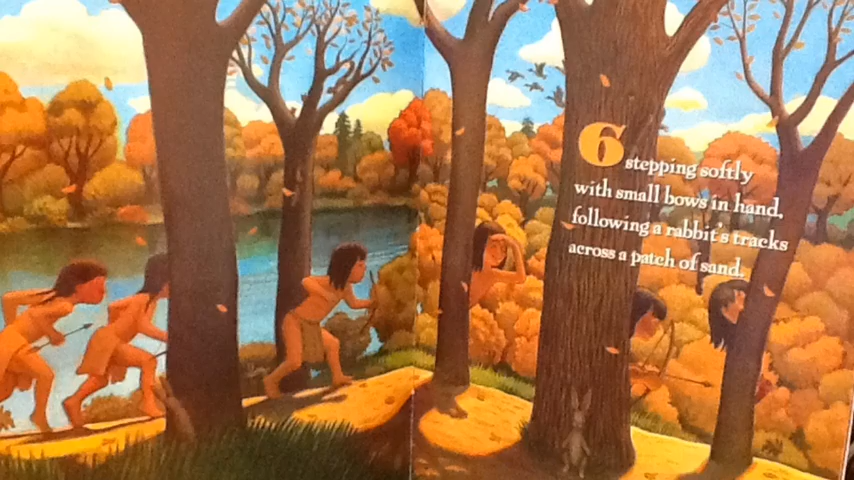 6 stepping softly
with small bows in hand,
following a rabbit's tracks
across a patch of sand.